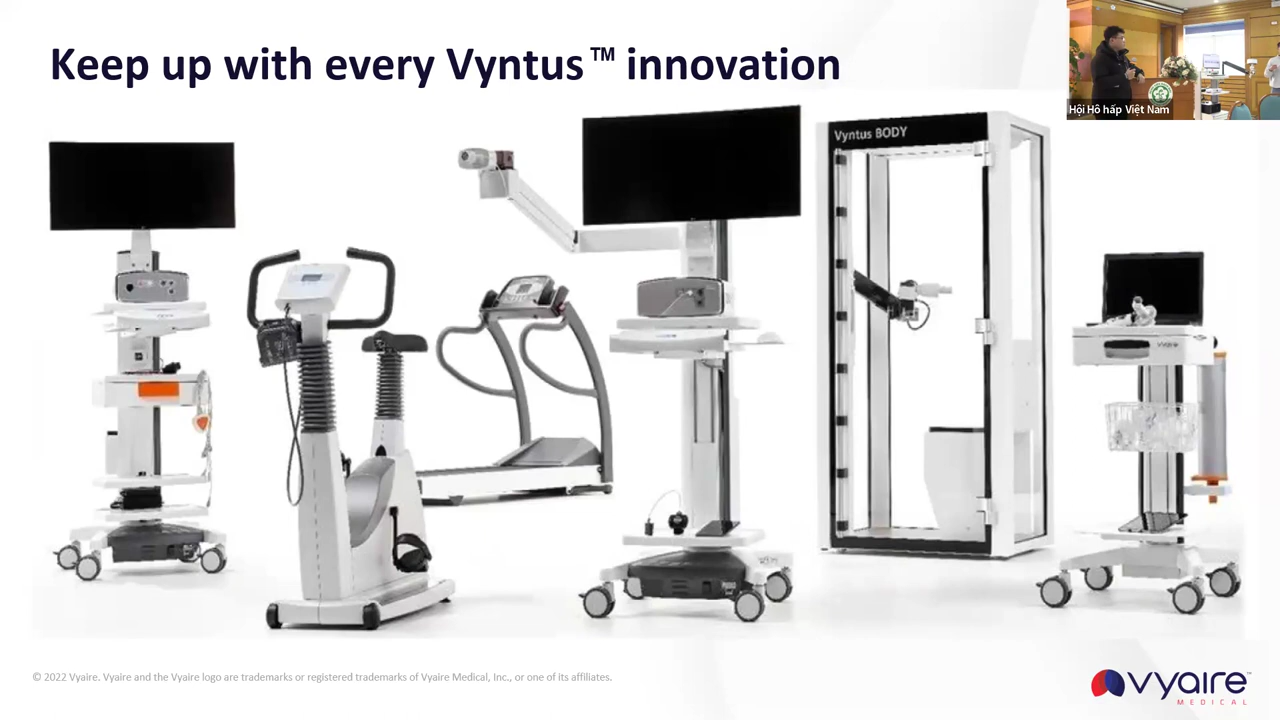 Keep up with every Vyntus™ innovation
Hội Hô hấp Việt Nam
Vyntus BODY
vyaire
© 2022 Vyaire. Vyaire and the Vyaire logo are trademarks or registered trademarks of Vyaire Medical, Inc., or one of its affiliates.
vyaire™
MEDICAL